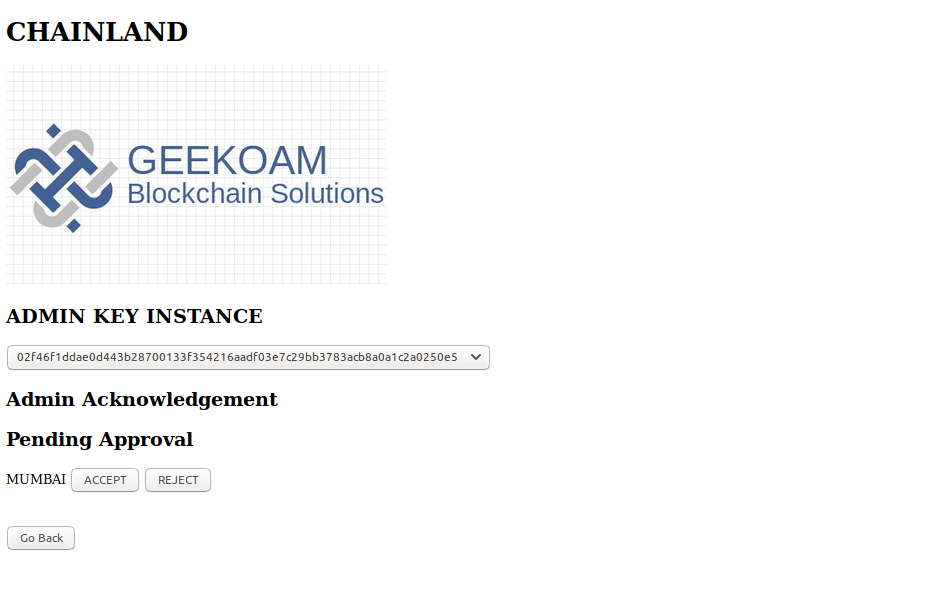 CHAINLAND
GEEKOAM
Blockchain Solutions
ADMIN KEY INSTANCE
02f46f1ddae0d443b28700133f354216aadf03e7c29bb3783acb8a0a1c2a0250e5
Admin Acknowledgement
Pending Approval
MUMBAI ACCEPT REJECT
Go Back